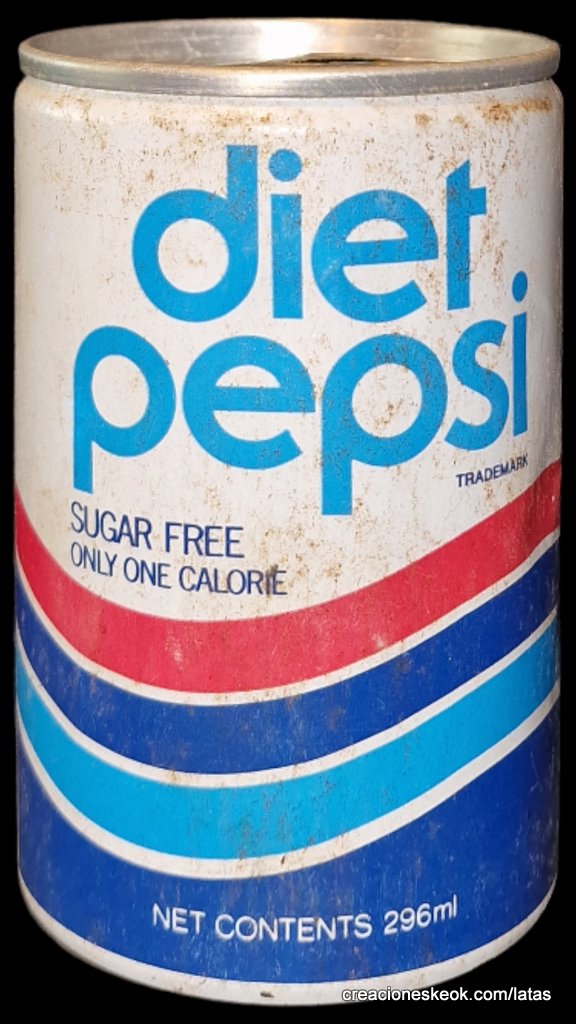 diet
pepsi
TRADEMARK
SUGAR FREE
ONLY ONE CALORIE
NET CONTENTS 296ml
creacioneskeok.com/latas